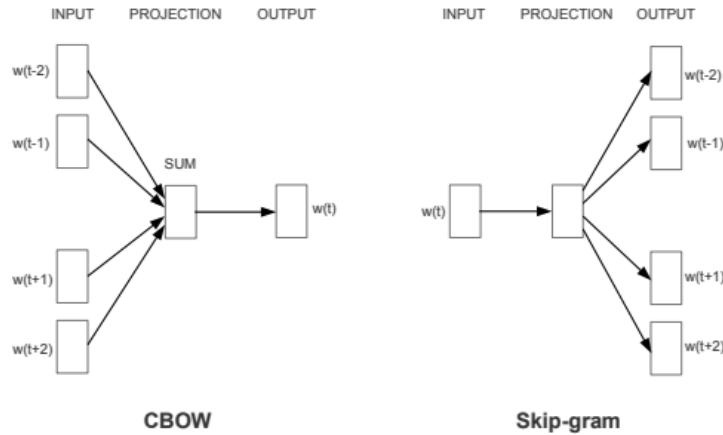 INPUT PROJECTION OUTPUT
w(t-2)
w(t-1)
SUM
w(t)
w(t+1)
w(t+2)
CBOW
INPUT PROJECTION OUTPUT
w(t-2)
w(t-1)
w(t)
w(t+1)
w(t+2)
Skip-gram